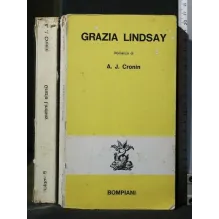 GRAZIA LINDSAY
Romanzo di
A. J. Cronin
BOMPIANI